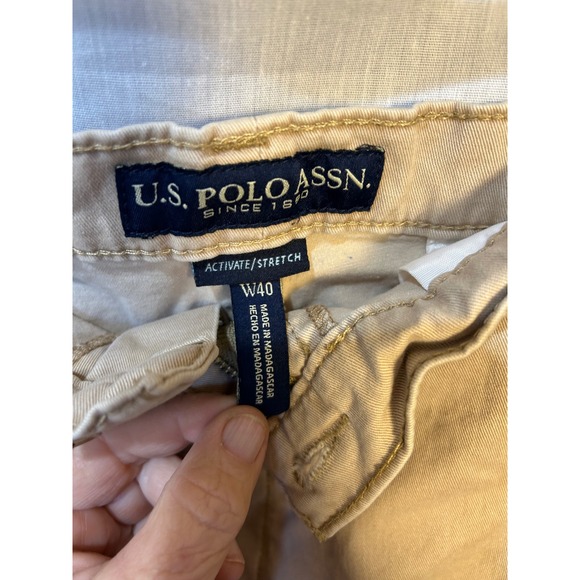 U.S. POLO ASSN.
SINCE 1890
ACTIVATE/STRETCH
W40
MADE IN MADAGASCAR
HECHO EN MADAGASCAR